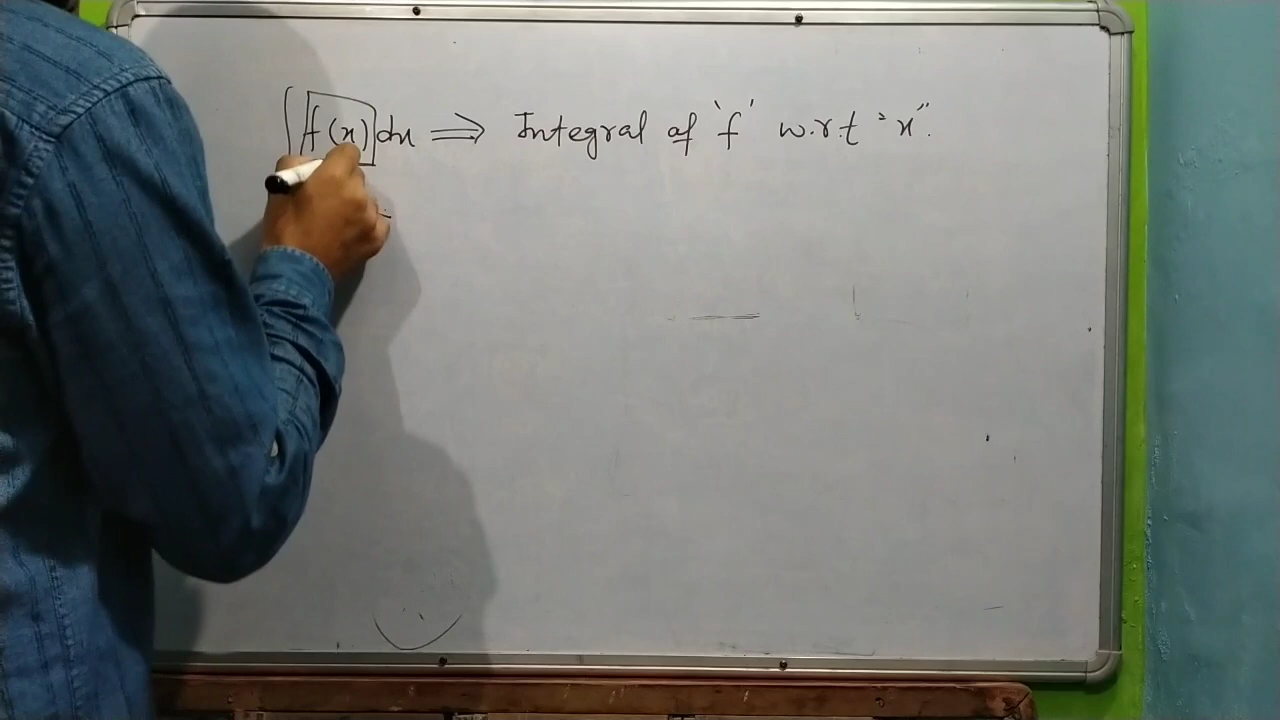 ∫f(x)dx ⇒ Integral of 'f' w.r.t "x".